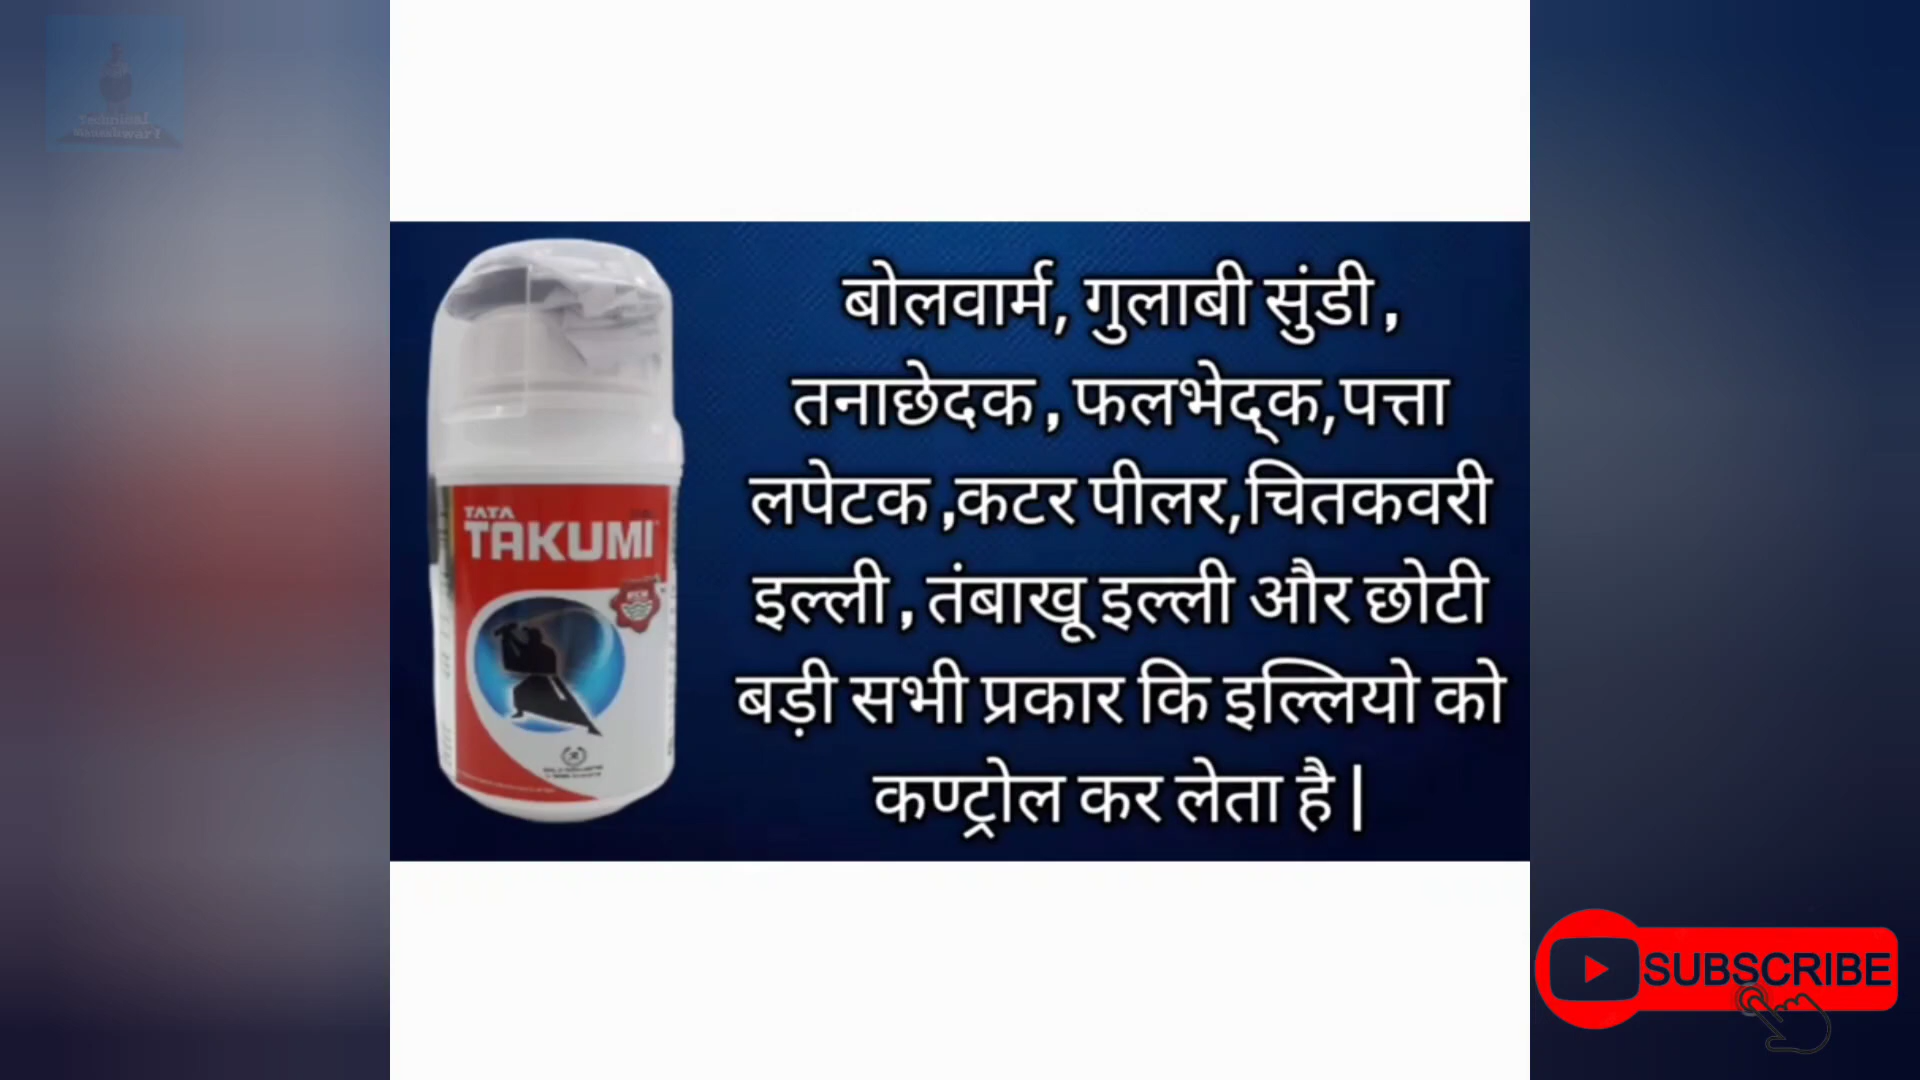 Technical
बोलवार्म, गुलाबी सुंडी,
तनाछेदक, फलभेद्क,पत्ता
लपेटक ,कटर पीलर,चितकवरी
इल्ली, तंबाखू इल्ली और छोटी
बड़ी सभी प्रकार कि इल्लियो को
कण्ट्रोल कर लेता है|
TATA
TAKUMI
SUBSCRIBE